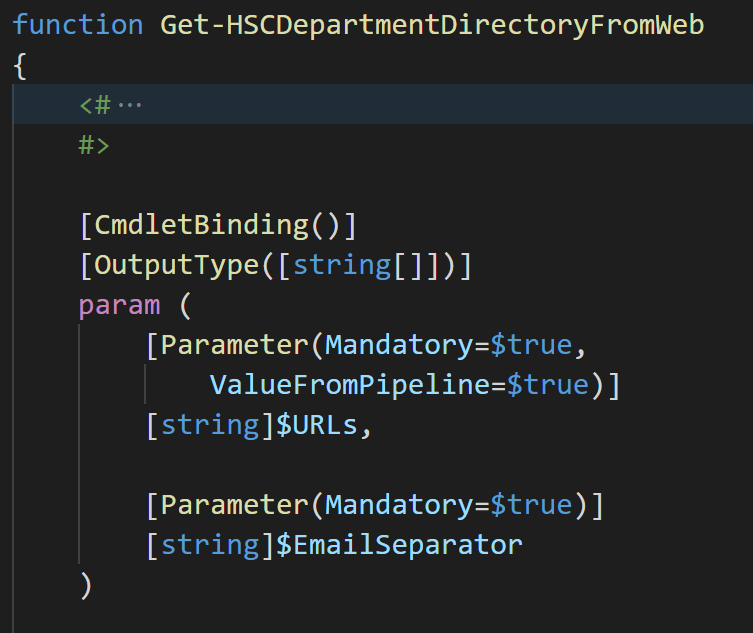 function Get-HSCDepartmentDirectoryFromWeb
{
<#···
#>
[CmdletBinding()]
[OutputType([string[]])]
param (
[Parameter(Mandatory=$true,
ValueFromPipeline=$true)]
[string]$URLs,
[Parameter(Mandatory=$true)]
[string]$EmailSeparator
)